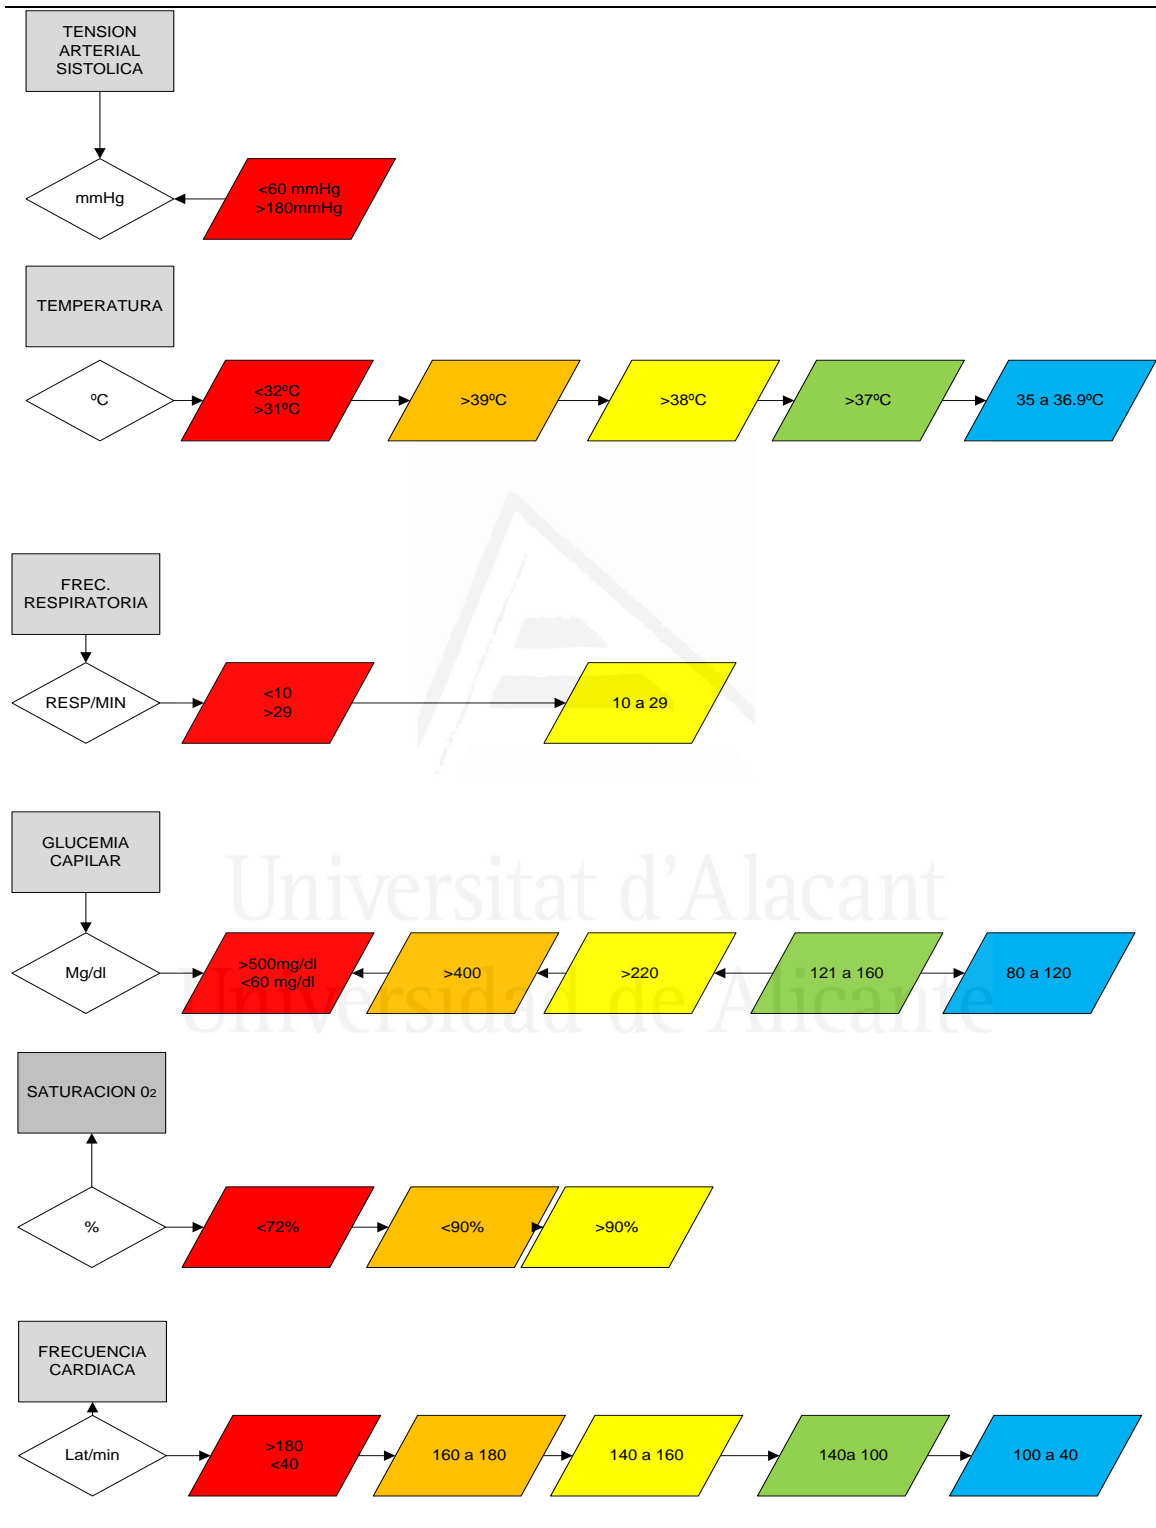 TENSION
ARTERIAL
SISTOLICA
mmHg
<60 mmHg
>180mmHg
TEMPERATURA
ºC
<32ºC
>31ºC
>39ºC
>38ºC
>37ºC
35 a 36.9ºC
FREC.
RESPIRATORIA
RESP/MIN
<10
>29
10 a 29
GLUCEMIA
CAPILAR
Universitat d'Alacant
Mg/dl
>500mg/dl
<60 mg/dl
>400
>220
121 a 160
80 a 120
Universidad de Alicante
SATURACION 02
%
<72%
<90%
>90%
FRECUENCIA
CARDIACA
Lat/min
>180
<40
160 a 180
140 a 160
140a 100
100 a 40